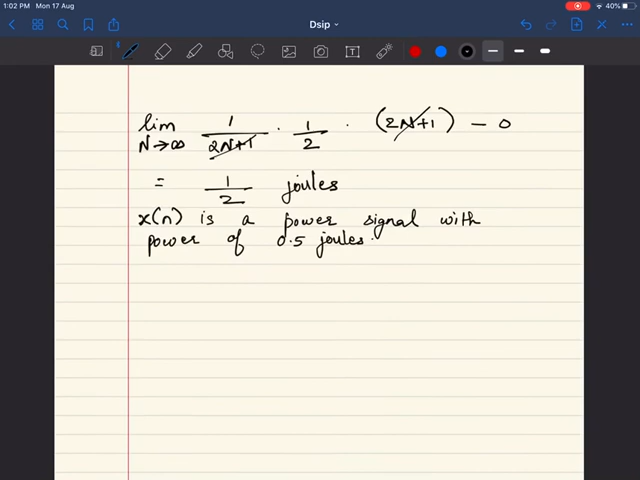 1:02 PM Mon 17 Aug
40%
Dsip
lim N→∞ 1/2N+1 · 1/2 · (2N+1) - 0
= 1/2 joules
x(n) is a power signal with
power of 0.5 joules.